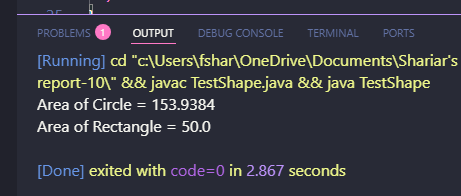 25
PROBLEMS 1 OUTPUT DEBUG CONSOLE TERMINAL PORTS
[Running] cd "c:\Users\fshar\OneDrive\Documents\Shariar's
report-10\" && javac TestShape.java && java TestShape
Area of Circle = 153.9384
Area of Rectangle = 50.0
[Done] exited with code=0 in 2.867 seconds